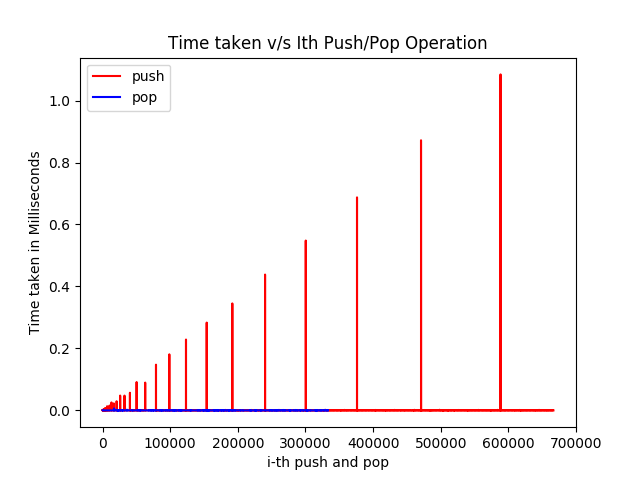 Time taken v/s Ith Push/Pop Operation
push
pop
1.0
0.8
0.6
0.4
0.2
0.0
Time taken in Milliseconds
0 100000 200000 300000 400000 500000 600000 700000
i-th push and pop